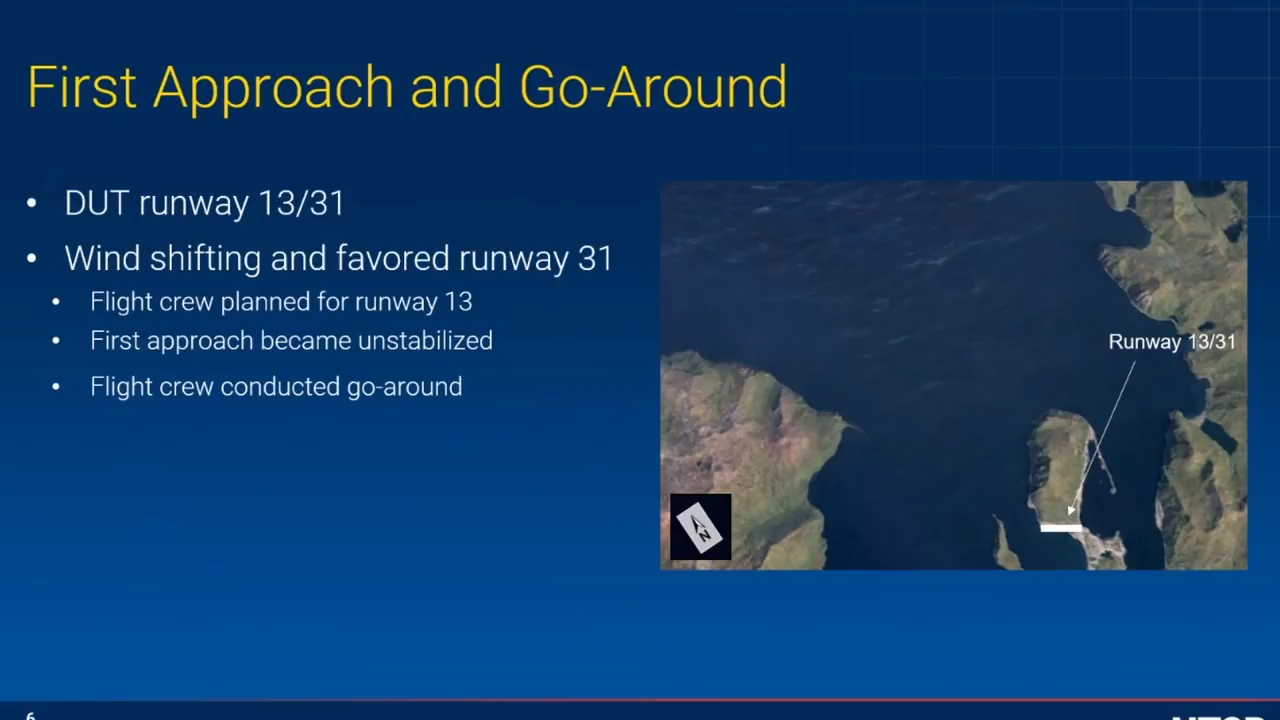 First Approach and Go-Around
• DUT runway 13/31
• Wind shifting and favored runway 31
• Flight crew planned for runway 13
• First approach became unstabilized
• Flight crew conducted go-around
Runway 13/31
N
6